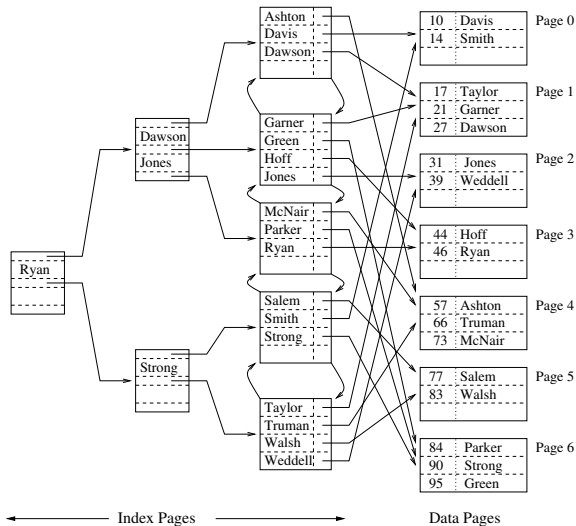 Ryan
Dawson
Jones
Strong
Ashton
Davis
Dawson
Garner
Green
Hoff
Jones
McNair
Parker
Ryan
Salem
Smith
Strong
Taylor
Truman
Walsh
Weddell
10 Davis Page 0
14 Smith
17 Taylor Page 1
21 Garner
27 Dawson
31 Jones Page 2
39 Weddell
44 Hoff Page 3
46 Ryan
57 Ashton Page 4
66 Truman
73 McNair
77 Salem Page 5
83 Walsh
84 Parker Page 6
90 Strong
95 Green
Index Pages Data Pages